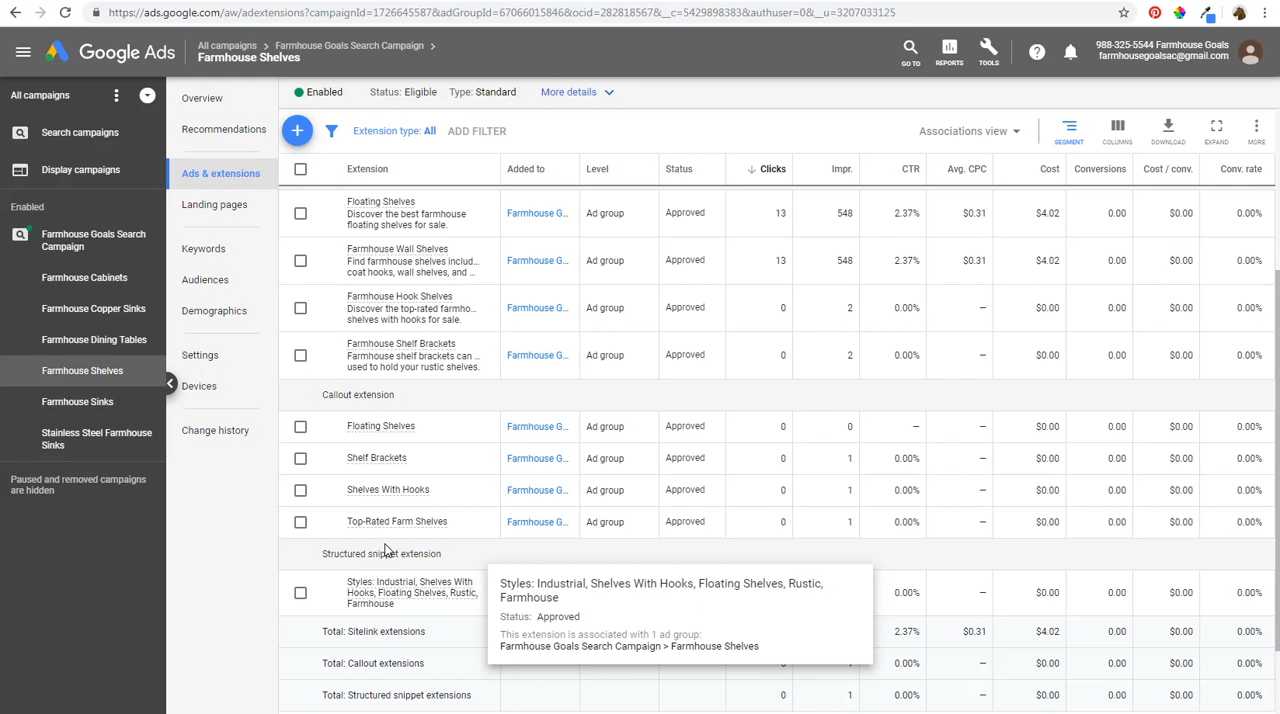 https://ads.google.com/aw/adextensions?campaignId=1726645587&adGroupId=67066015846&ocid=282818567&__c=5429898383&authuser=0&__u=3207033125
Google Ads
All campaigns > Farmhouse Goals Search Campaign >
Farmhouse Shelves
GO TO
REPORTS
TOOLS
988-325-5544 Farmhouse Goals
farmhousegoalsac@gmail.com
All campaigns
Search campaigns
Display campaigns
Enabled
Farmhouse Goals Search
Campaign
Farmhouse Cabinets
Farmhouse Copper Sinks
Farmhouse Dining Tables
Farmhouse Shelves
Farmhouse Sinks
Stainless Steel Farmhouse
Sinks
Paused and removed campaigns
are hidden
Overview
Recommendations
Ads & extensions
Landing pages
Keywords
Audiences
Demographics
Settings
Devices
Change history
Enabled Status: Eligible Type: Standard More details
Extension type: All ADD FILTER
Associations view
SEGMENT
COLUMNS
DOWNLOAD
EXPAND
MORE
Extension Added to Level Status Clicks Impr. CTR Avg. CPC Cost Conversions Cost / conv. Conv. rate
Floating Shelves
Discover the best farmhouse
floating shelves for sale.
Farmhouse G... Ad group Approved 13 548 2.37% $0.31 $4.02 0.00 $0.00 0.00%
Farmhouse Wall Shelves
Find farmhouse shelves includ...
coat hooks, wall shelves, and ...
Farmhouse G... Ad group Approved 13 548 2.37% $0.31 $4.02 0.00 $0.00 0.00%
Farmhouse Hook Shelves
Discover the top-rated farmho...
shelves with hooks for sale.
Farmhouse G... Ad group Approved 0 2 0.00% — $0.00 0.00 $0.00 0.00%
Farmhouse Shelf Brackets
Farmhouse shelf brackets can ...
used to hold your rustic shelves.
Farmhouse G... Ad group Approved 0 2 0.00% — $0.00 0.00 $0.00 0.00%
Callout extension
Floating Shelves Farmhouse G... Ad group Approved 0 0 — — $0.00 0.00 $0.00 0.00%
Shelf Brackets Farmhouse G... Ad group Approved 0 1 0.00% — $0.00 0.00 $0.00 0.00%
Shelves With Hooks Farmhouse G... Ad group Approved 0 1 0.00% — $0.00 0.00 $0.00 0.00%
Top-Rated Farm Shelves Farmhouse G... Ad group Approved 0 1 0.00% — $0.00 0.00 $0.00 0.00%
Structured snippet extension
Styles: Industrial, Shelves With
Hooks, Floating Shelves, Rustic,
Farmhouse
0.00% — $0.00 0.00 $0.00 0.00%
Styles: Industrial, Shelves With Hooks, Floating Shelves, Rustic,
Farmhouse
Status: Approved
This extension is associated with 1 ad group:
Farmhouse Goals Search Campaign > Farmhouse Shelves
Total: Sitelink extensions 2.37% $0.31 $4.02 0.00 $0.00 0.00%
Total: Callout extensions 0.00% — $0.00 0.00 $0.00 0.00%
Total: Structured snippet extensions 0 1 0.00% — $0.00 0.00 $0.00 0.00%